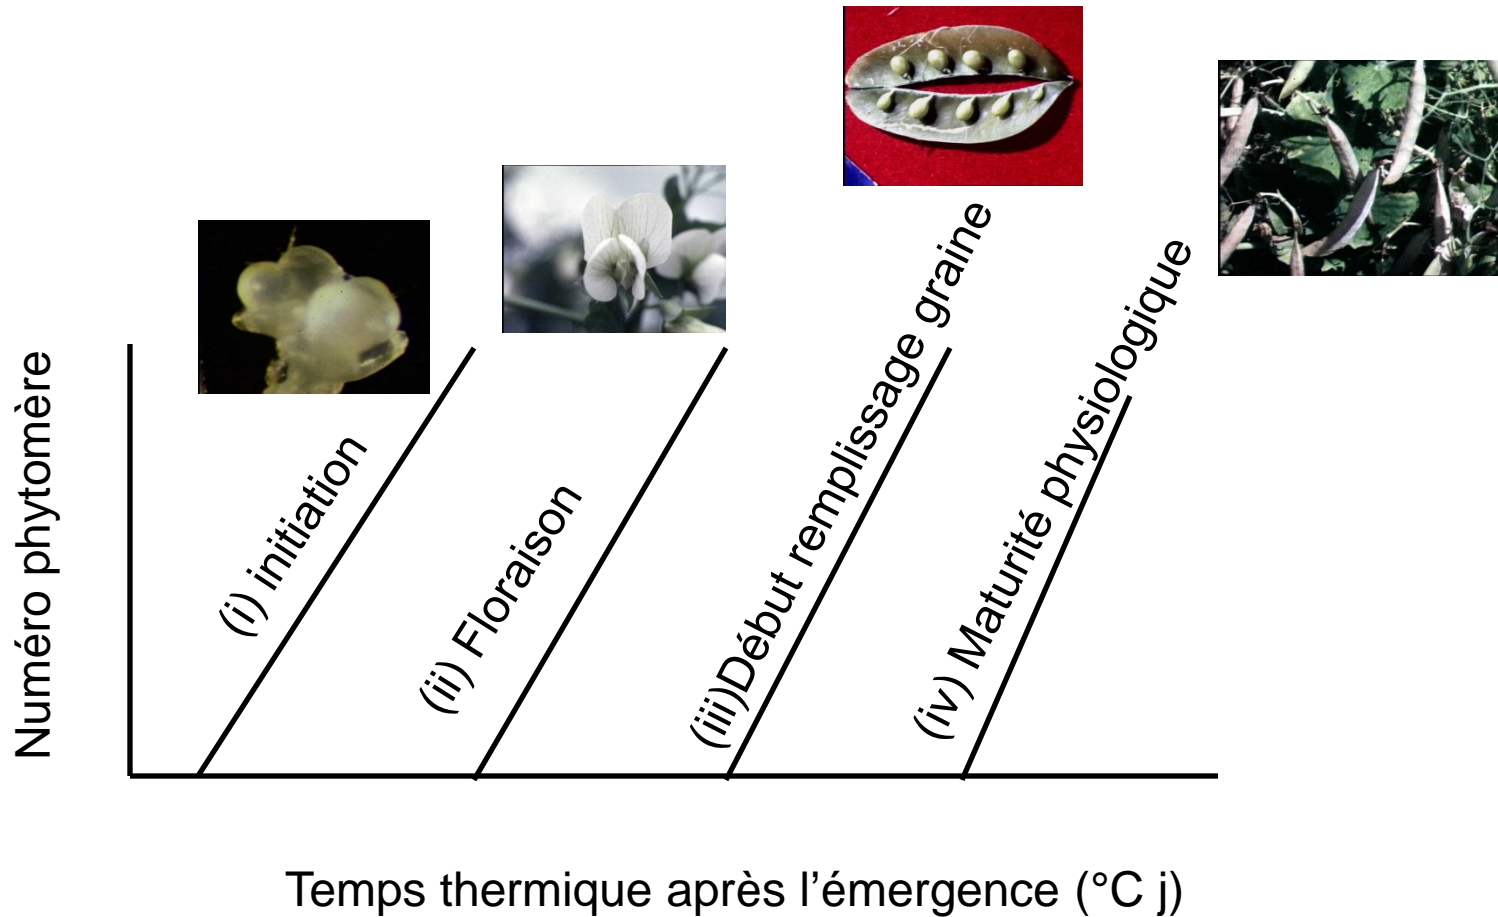 Numéro phytomère
(i) initiation
(ii) Floraison
(iii)Début remplissage graine
(iv) Maturité physiologique
Temps thermique après l’émergence (°C j)